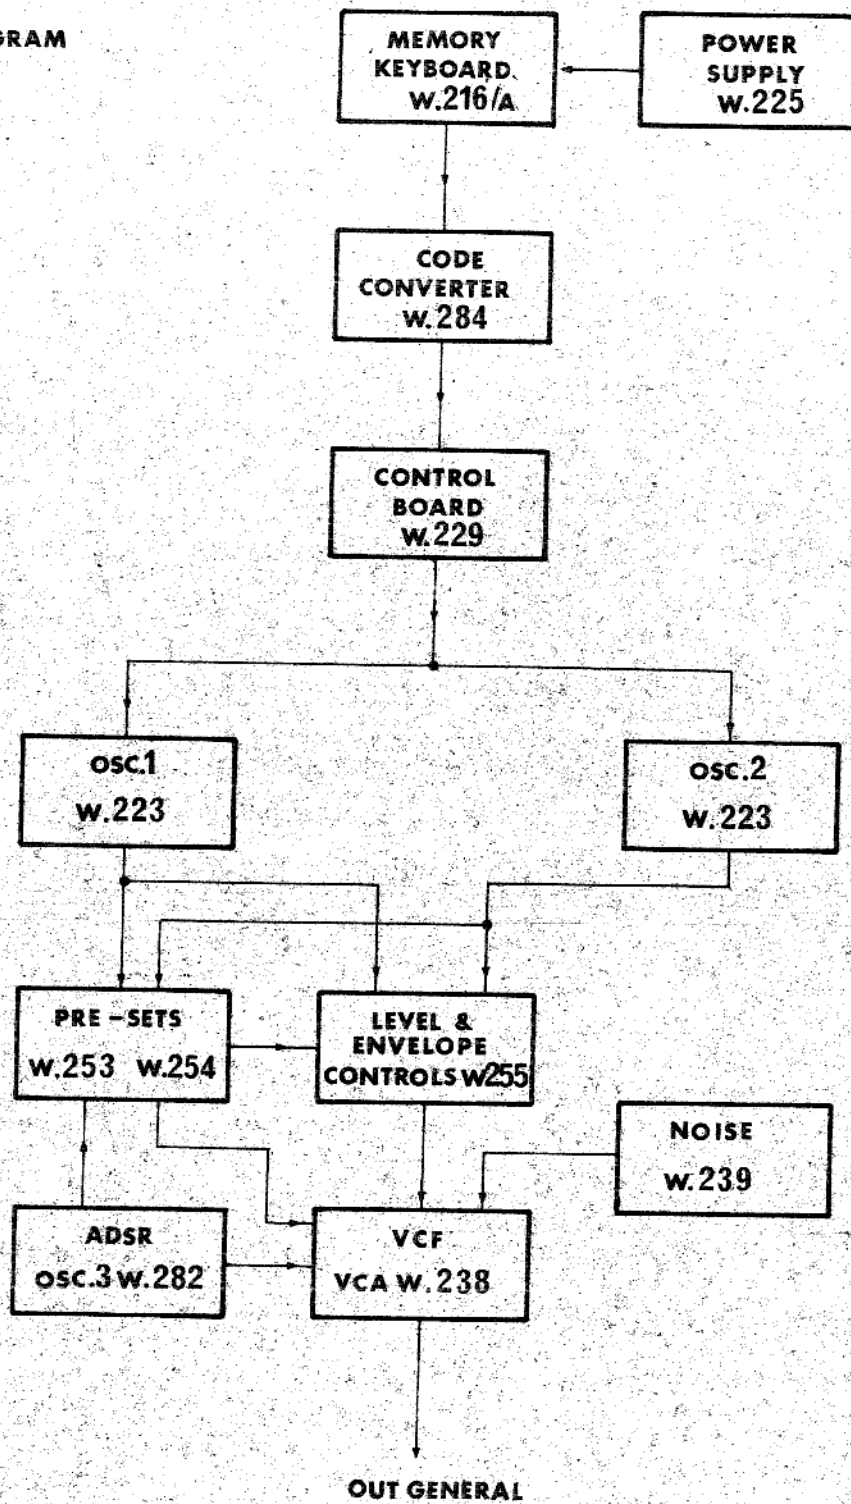 GRAM
MEMORY
KEYBOARD
W.216/A
POWER
SUPPLY
W.225
CODE
CONVERTER
W.284
CONTROL
BOARD
W.229
OSC.1
W.223
OSC.2
W.223
PRE-SETS
W.253 W.254
LEVEL &
ENVELOPE
CONTROLS W255
NOISE
W.239
ADSR
OSC.3 W.282
VCF
VCA W.238
OUT GENERAL